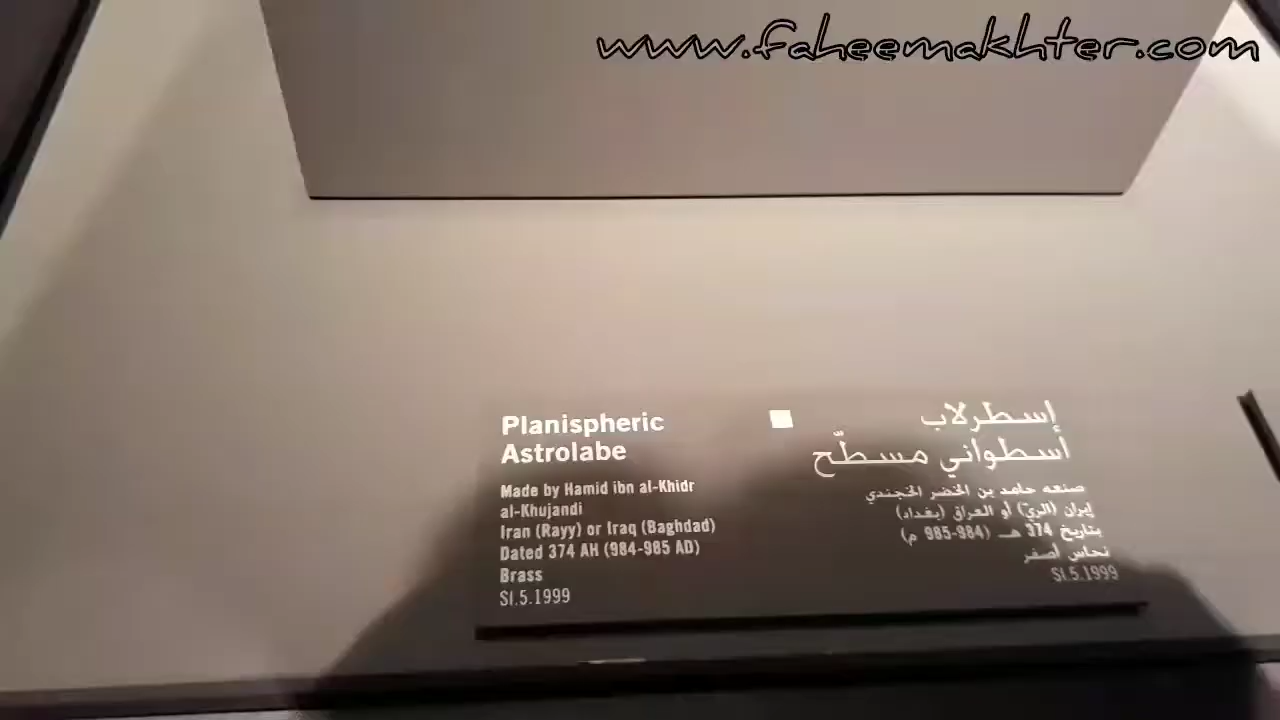 www.faheemakhter.com
Planispheric
Astrolabe
Made by Hamid ibn al-Khidr
al-Khujandi
Iran (Rayy) or Iraq (Baghdad)
Dated 374 AH (984-985 AD)
Brass
SI.5.1999
إسطرلاب
أسطواني مسطّح
صنعه حامد بن الخضر الخجندي
إيران (الريّ) أو العراق (بغداد)
بتاريخ 374 هـ (984-985 م)
نحاس أصفر
SI.5.1999